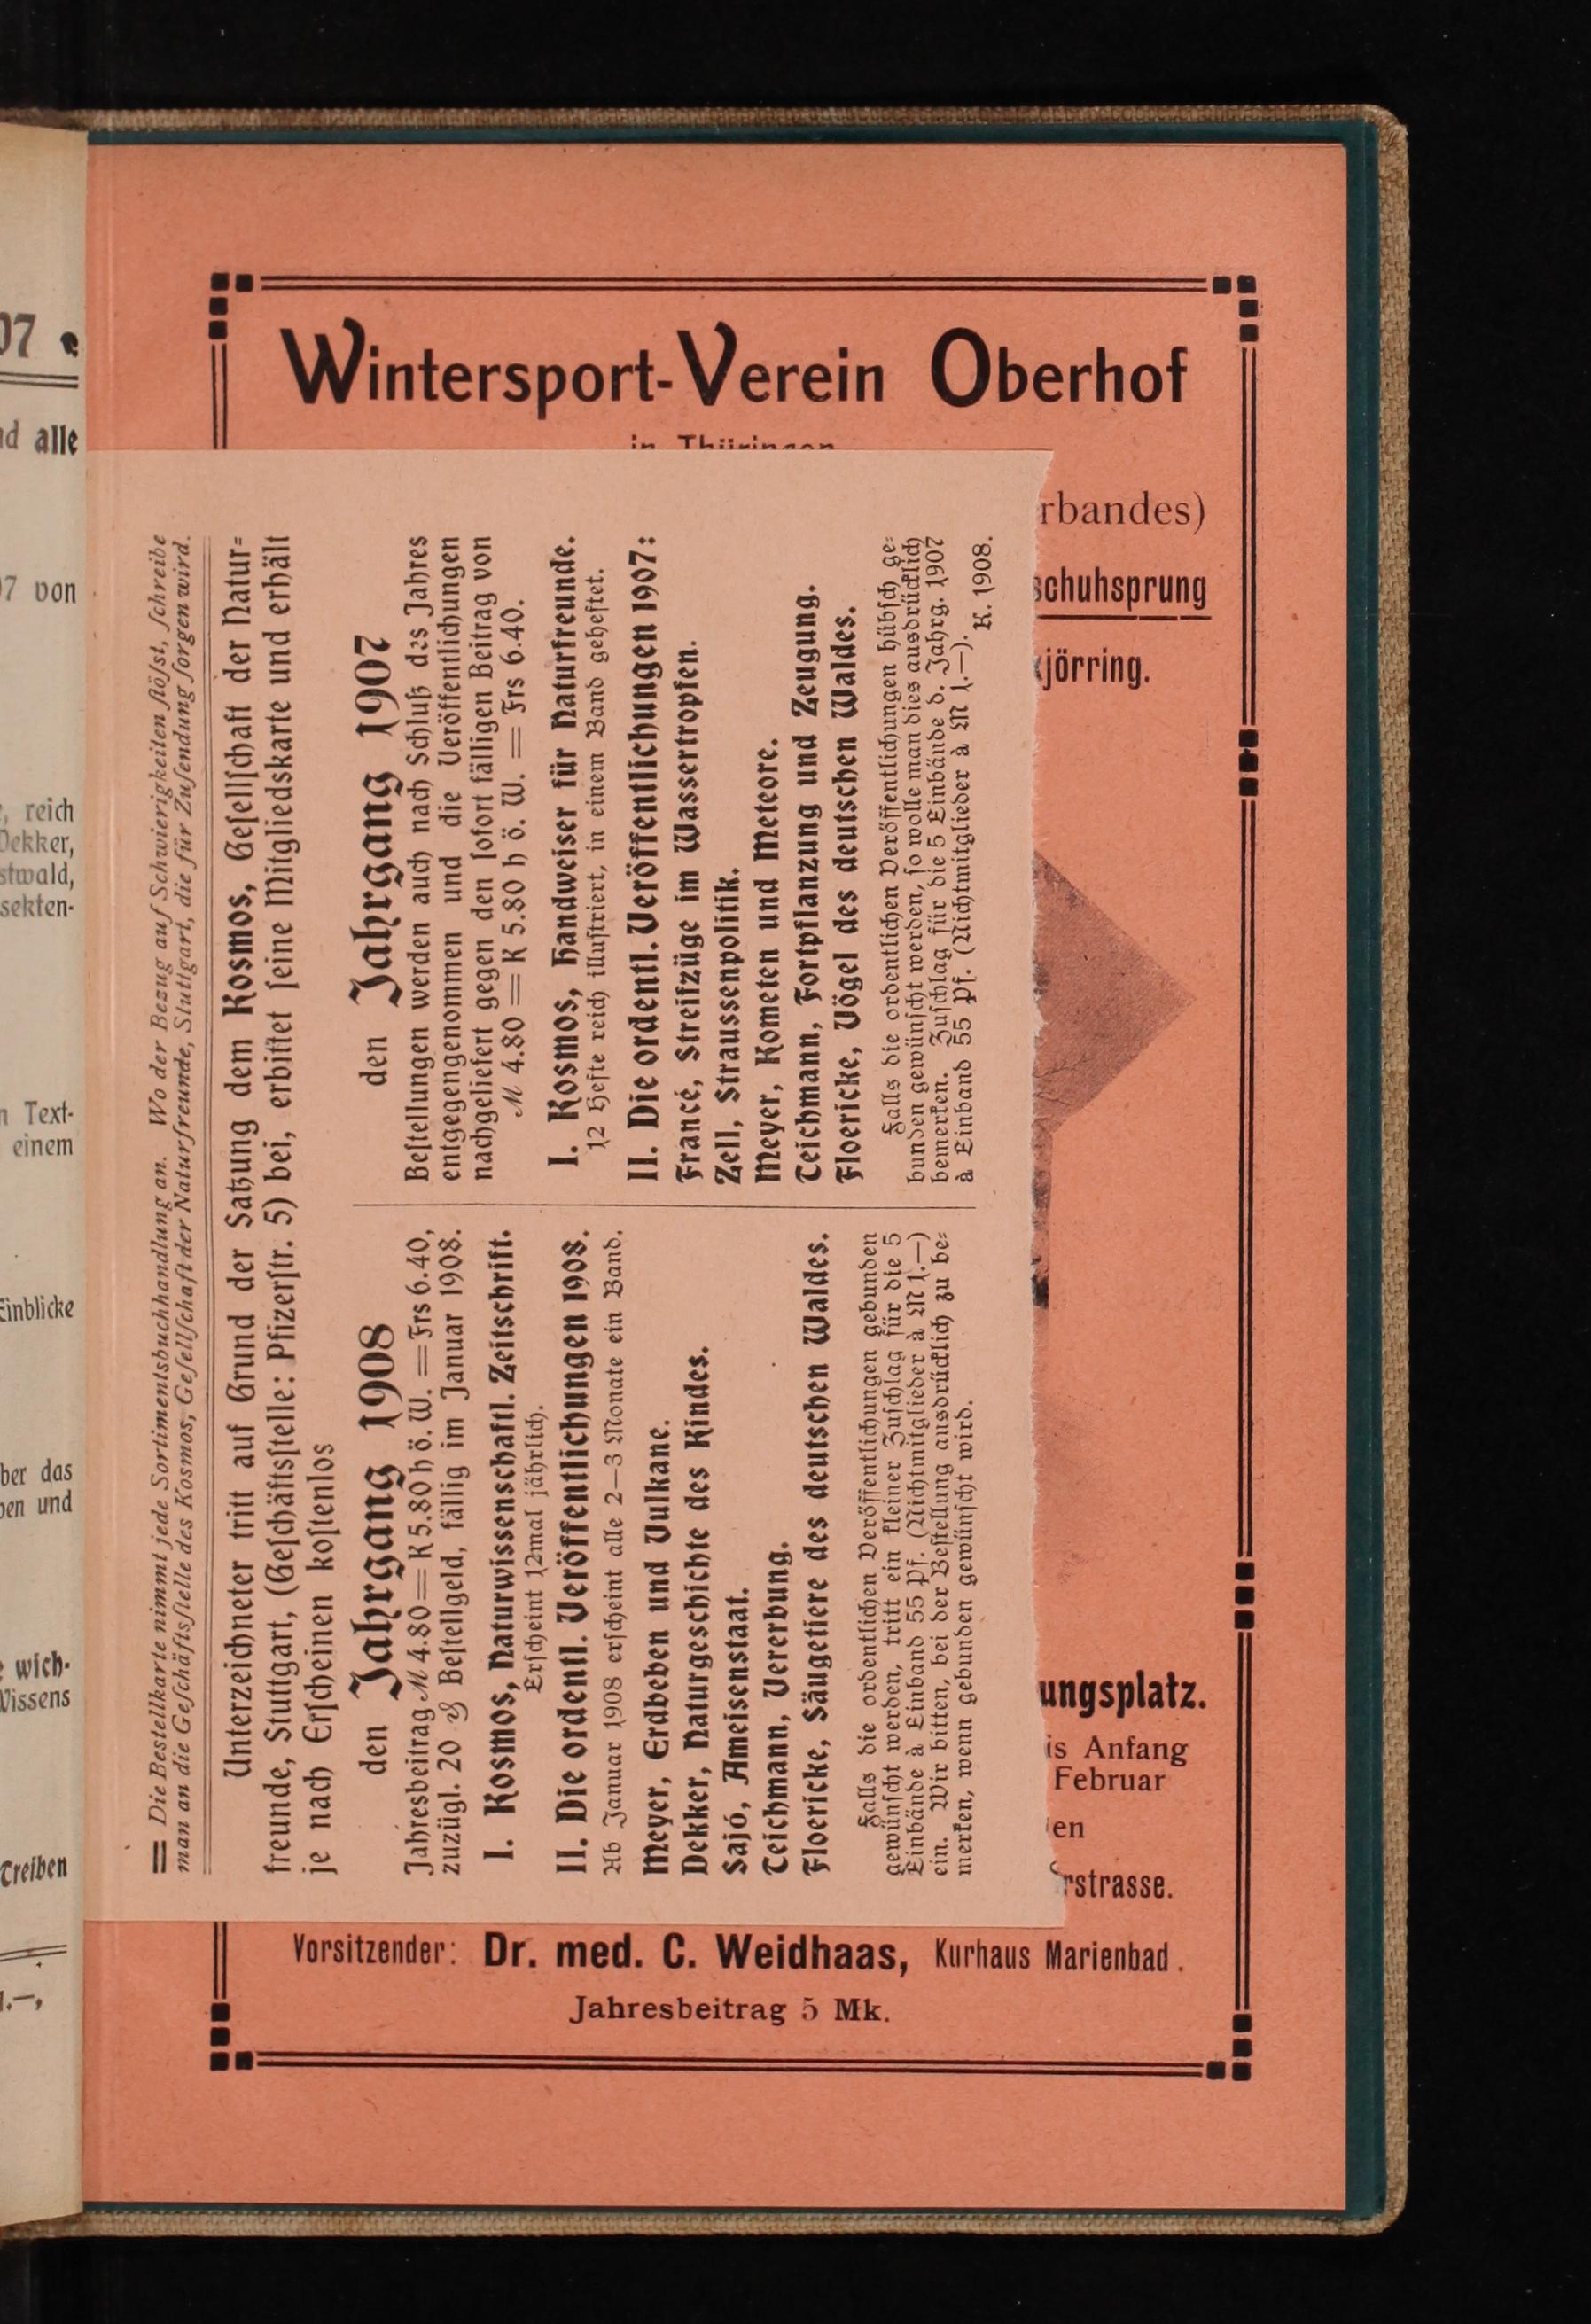 07
nd alle
07 von
reich
Dekker,
stwald,
sekten-
Text-
einem
Einblicke
ber das
und
wich-
Wissens
Treiben
1.—,
Wintersport-Verein Oberhof
in Thüringen
rbandes)
schuhsprung
kjörring.
ungsplatz.
is Anfang
Februar
en
rstrasse.
Vorsitzender: Dr. med. C. Weidhaas, Kurhaus Marienbad.
Jahresbeitrag 5 Mk.
= Die Bestellkarte nimmt jede Sortimentsbuchhandlung an. Wo der Bezug auf Schwierigkeiten ſtößt, ſchreibe
man an die Geſchäftsſtelle des Kosmos, Geſellſchaft der Naturfreunde, Stuttgart, die für Zuſendung ſorgen wird.
Unterzeichneter tritt auf Grund der Satzung dem Kosmos, Geſellſchaft der Natur-
freunde, Stuttgart, (Geſchäftsſtelle: Pfizerſtr. 5) bei, erbittet ſeine Mitgliedskarte und erhält
je nach Erſcheinen koſtenlos
den Jahrgang 1908
Jahresbeitrag M 4.80 = K 5.80 h ö. W. = Frs 6.40,
zuzügl. 20 ₰ Beſtellgeld, fällig im Januar 1908.
I. Kosmos, Naturwissenschaftl. Zeitschrift.
Erſcheint 12mal jährlich.
II. Die ordentl. Veröffentlichungen 1908.
Ab Januar 1908 erſcheint alle 2—3 Monate ein Band.
Meyer, Erdbeben und Vulkane.
Dekker, Naturgeschichte des Kindes.
Sajó, Ameisenstaat.
Teichmann, Vererbung.
Floericke, Säugetiere des deutschen Waldes.
Falls die ordentlichen Veröffentlichungen gebunden
gewünſcht werden, tritt ein kleiner Zuſchlag für die 5
Einbände à Einband 55 Pf. (Nichtmitglieder à M 1.—)
ein. Wir bitten, bei der Beſtellung ausdrücklich zu be-
merken, wenn gebunden gewünſcht wird.
den Jahrgang 1907
Beſtellungen werden auch nach Schluß des Jahres
entgegengenommen und die Veröffentlichungen
nachgeliefert gegen den ſofort fälligen Beitrag von
M 4.80 = K 5.80 h ö. W. = Frs 6.40.
I. Kosmos, Handweiser für Naturfreunde.
12 Hefte reich illuſtriert, in einem Band geheftet.
II. Die ordentl. Veröffentlichungen 1907:
Francé, Streifzüge im Wassertropfen.
Zell, Straussenpolitik.
Meyer, Kometen und Meteore.
Teichmann, Fortpflanzung und Zeugung.
Floericke, Vögel des deutschen Waldes.
Falls die ordentlichen Veröffentlichungen hübſch ge-
bunden gewünſcht werden, ſo wolle man dies ausdrücklich
bemerken. Zuſchlag für die 5 Einbände d. Jahrg. 1907
à Einband 55 Pf. (Nichtmitglieder à M 1.—).
K. 1908.